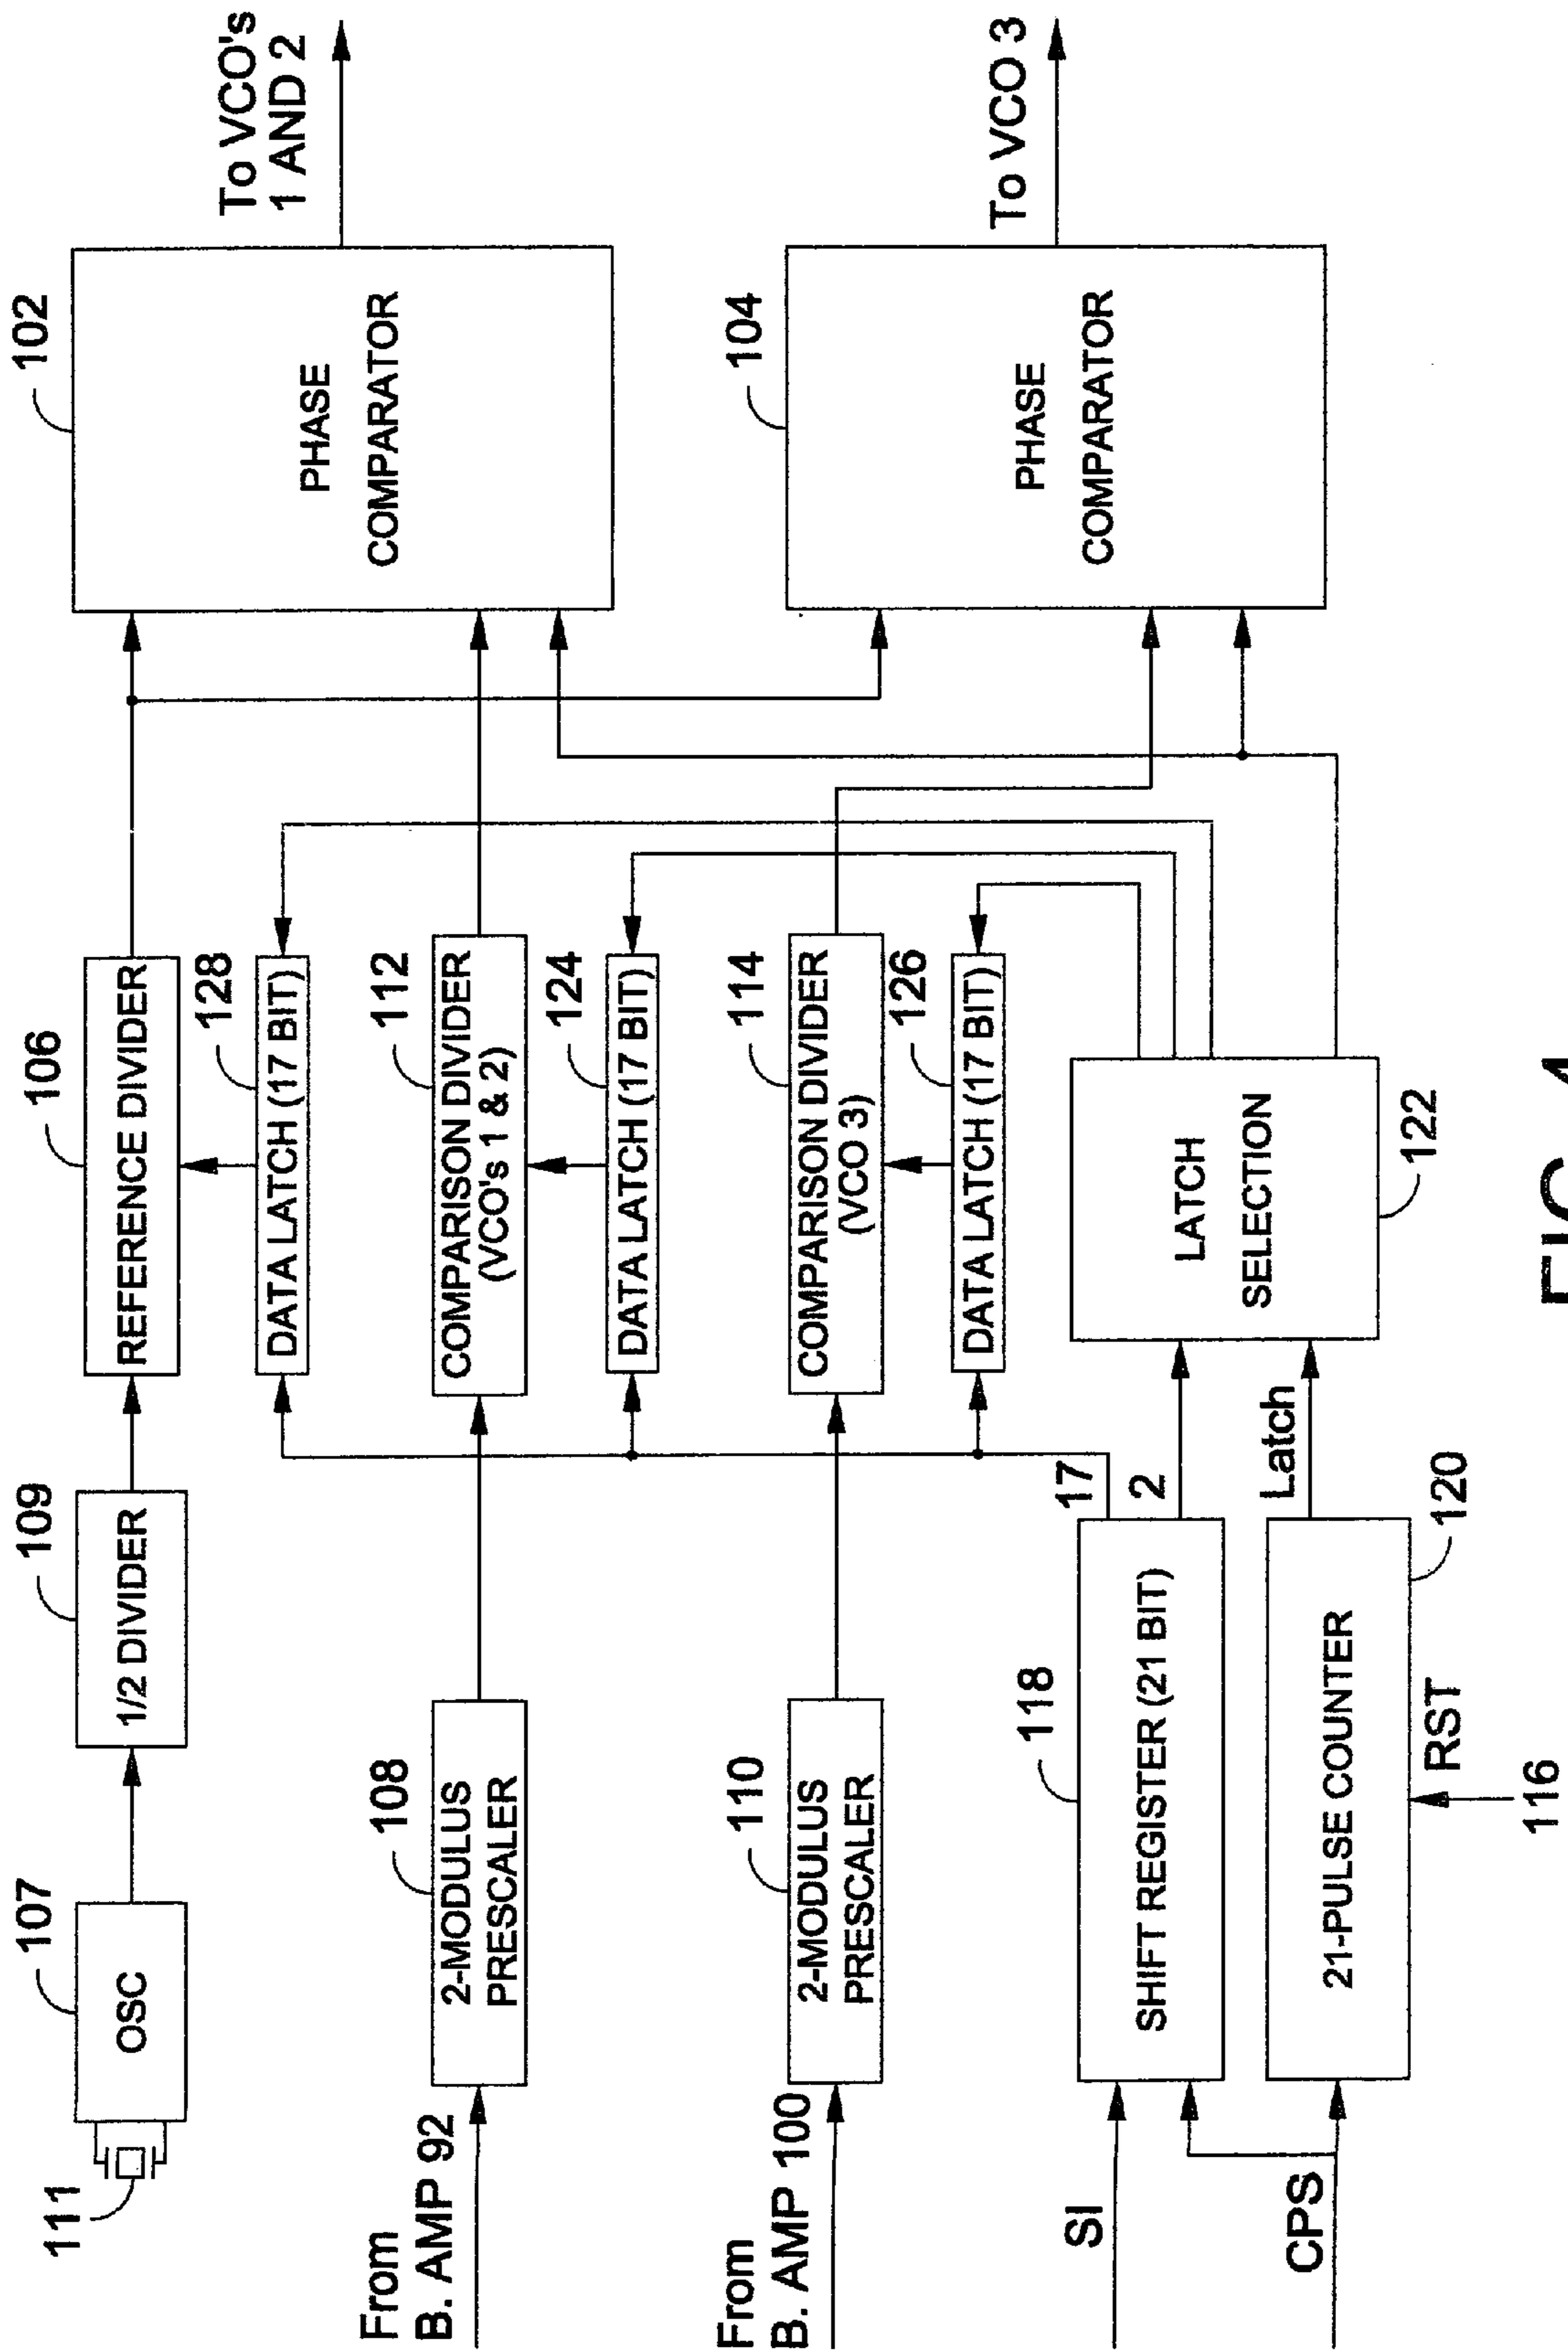 111
107
OSC
109
1/2 DIVIDER
106
REFERENCE DIVIDER
128
DATA LATCH (17 BIT)
102
PHASE
COMPARATOR
To VCO's
1 AND 2
From
B. AMP 92
108
2-MODULUS
PRESCALER
112
COMPARISON DIVIDER
(VCO's 1 & 2)
124
DATA LATCH (17 BIT)
From
B. AMP 100
110
2-MODULUS
PRESCALER
114
COMPARISON DIVIDER
(VCO 3)
126
DATA LATCH (17 BIT)
104
PHASE
COMPARATOR
To VCO 3
SI
CPS
118
SHIFT REGISTER (21 BIT)
17
2
21-PULSE COUNTER
120
Latch
RST
116
LATCH
SELECTION
122